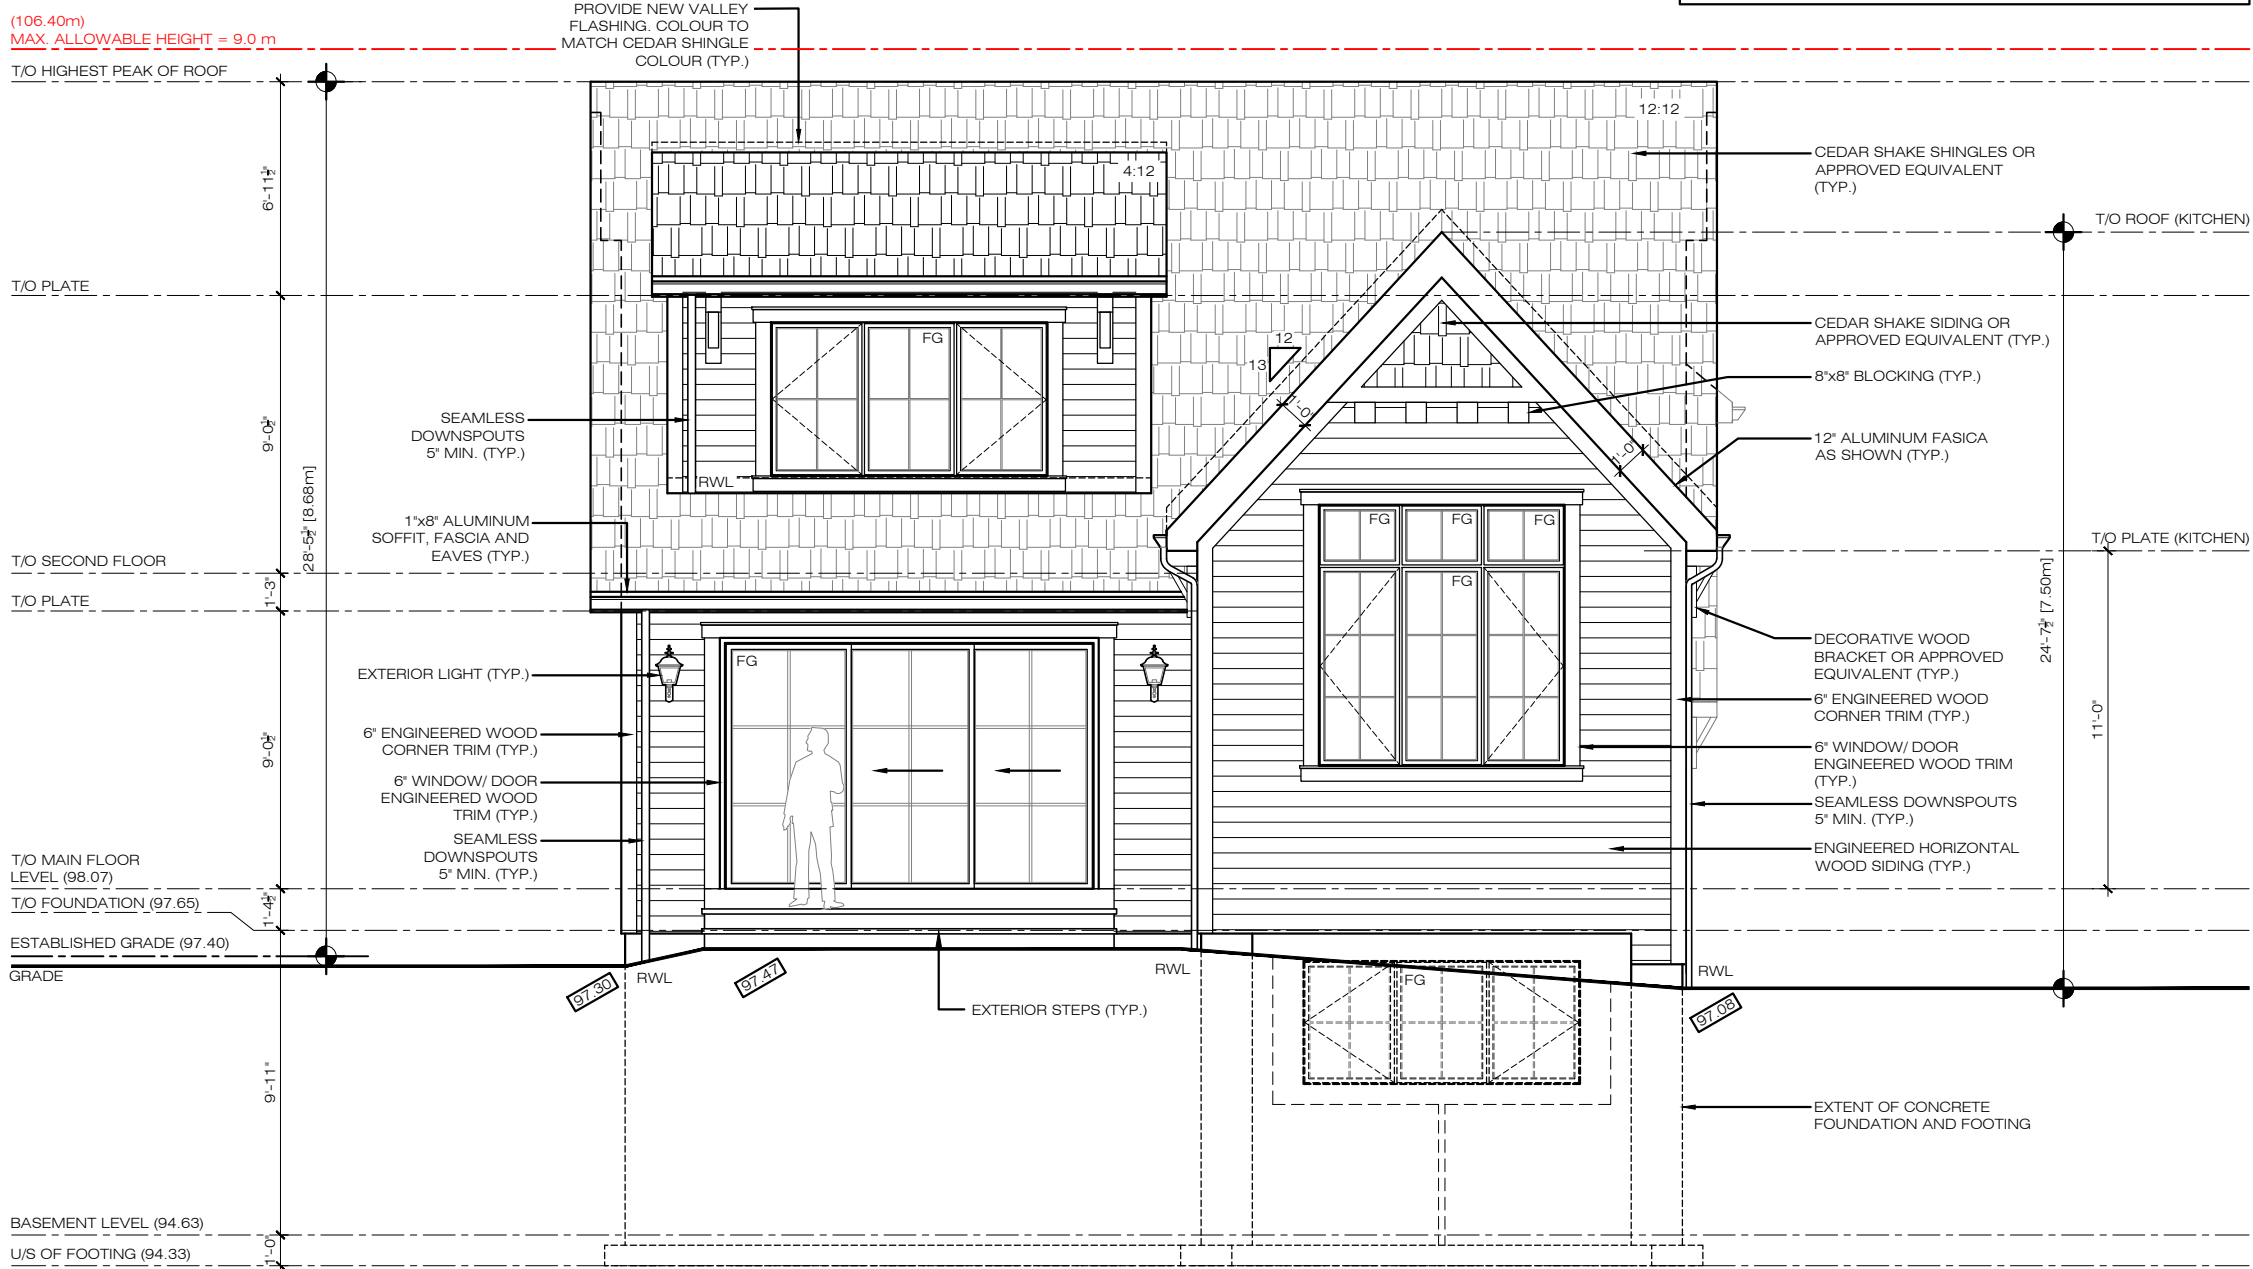 (106.40m)
MAX. ALLOWABLE HEIGHT = 9.0 m
T/O HIGHEST PEAK OF ROOF
T/O PLATE
T/O SECOND FLOOR
T/O PLATE
T/O MAIN FLOOR
LEVEL (98.07)
T/O FOUNDATION (97.65)
ESTABLISHED GRADE (97.40)
GRADE
BASEMENT LEVEL (94.63)
U/S OF FOOTING (94.33)
6'-11½"
9'-0½"
1'-3"
9'-0½"
1'-4½"
9'-11"
1'-0"
28'-5½" [8.68m]
PROVIDE NEW VALLEY
FLASHING. COLOUR TO
MATCH CEDAR SHINGLE
COLOUR (TYP.)
SEAMLESS
DOWNSPOUTS
5" MIN. (TYP.)
1"x8" ALUMINUM
SOFFIT, FASCIA AND
EAVES (TYP.)
EXTERIOR LIGHT (TYP.)
6" ENGINEERED WOOD
CORNER TRIM (TYP.)
6" WINDOW/ DOOR
ENGINEERED WOOD
TRIM (TYP.)
SEAMLESS
DOWNSPOUTS
5" MIN. (TYP.)
12:12
4:12
FG
RWL
12
13
1'-0"
1'-0"
FG
FG
FG
FG
FG
RWL
RWL
RWL
FG
97.30
97.47
97.08
EXTERIOR STEPS (TYP.)
CEDAR SHAKE SHINGLES OR
APPROVED EQUIVALENT
(TYP.)
T/O ROOF (KITCHEN)
CEDAR SHAKE SIDING OR
APPROVED EQUIVALENT (TYP.)
8"x8" BLOCKING (TYP.)
12" ALUMINUM FASICA
AS SHOWN (TYP.)
T/O PLATE (KITCHEN)
DECORATIVE WOOD
BRACKET OR APPROVED
EQUIVALENT (TYP.)
6" ENGINEERED WOOD
CORNER TRIM (TYP.)
6" WINDOW/ DOOR
ENGINEERED WOOD TRIM
(TYP.)
SEAMLESS DOWNSPOUTS
5" MIN. (TYP.)
ENGINEERED HORIZONTAL
WOOD SIDING (TYP.)
EXTENT OF CONCRETE
FOUNDATION AND FOOTING
24'-7½" [7.50m]
11'-0"